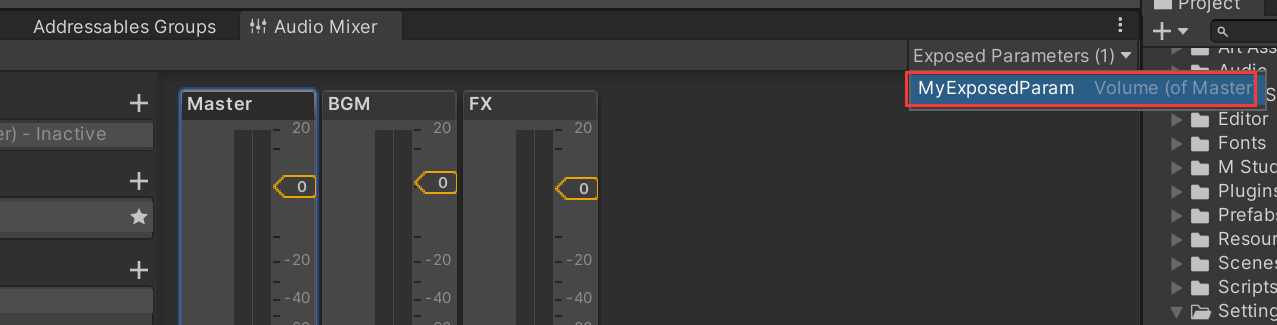 Project
Addressables Groups
Audio Mixer
Exposed Parameters (1)
MyExposedParam Volume (of Master
Audio
Master
BGM
FX
Editor
Fonts
M Stud
Plugins
Prefabs
Resour
Scenes
Scripts
Setting
er) - Inactive
20
20
20
0
0
0
-20
-20
-20
-40
-40
-40